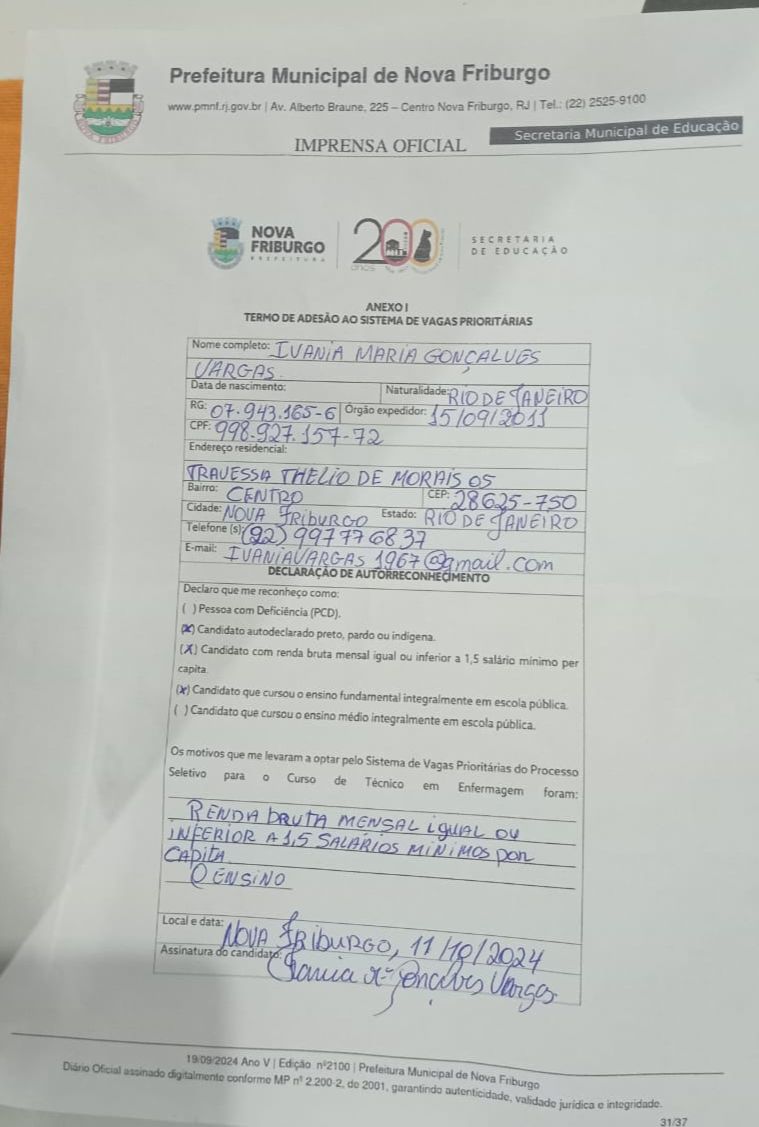 Prefeitura Municipal de Nova Friburgo
www.pmnf.rj.gov.br | Av. Alberto Braune, 225 – Centro Nova Friburgo, RJ | Tel.: (22) 2525-9100
IMPRENSA OFICIAL
Secretaria Municipal de Educação
NOVA FRIBURGO
NOVA
FRIBURGO
PREFEITURA
200
anos
SECRETARIA
DE EDUCAÇÃO
ANEXO I
TERMO DE ADESÃO AO SISTEMA DE VAGAS PRIORITÁRIAS
Nome completo: IVANIA MARIA GONÇALVES
VARGAS.
Data de nascimento: Naturalidade: RIO DE JANEIRO
RG: 07.943.165-6 Órgão expedidor: 15/09/2011
CPF: 998.927.157-72
Endereço residencial:
TRAVESSA THELIO DE MORAIS 05
Bairro: CENTRO CEP: 28625-750
Cidade: NOVA FRIBURGO Estado: RIO DE JANEIRO
Telefone (s): (22) 997776837
E-mail: IVANIAVARGAS1967@gmail.com
DECLARAÇÃO DE AUTORRECONHECIMENTO
Declaro que me reconheço como:
( ) Pessoa com Deficiência (PCD).
(X) Candidato autodeclarado preto, pardo ou indígena.
(X) Candidato com renda bruta mensal igual ou inferior a 1,5 salário mínimo per
capita.
(X) Candidato que cursou o ensino fundamental integralmente em escola pública.
( ) Candidato que cursou o ensino médio integralmente em escola pública.
Os motivos que me levaram a optar pelo Sistema de Vagas Prioritárias do Processo
Seletivo para o Curso de Técnico em Enfermagem foram:
RENDA BRUTA MENSAL IGUAL OU
INFERIOR A 1,5 SALÁRIOS MÍNIMOS POR
CAPITA
O ENSINO
Local e data: NOVA FRIBURGO, 11/10/2024
Assinatura do candidato: Ivania Mª Gonçalves Vargas.
19/09/2024 Ano V | Edição nº2100 | Prefeitura Municipal de Nova Friburgo
Diário Oficial assinado digitalmente conforme MP nº 2.200-2, de 2001, garantindo autenticidade, validade jurídica e integridade.
31/37